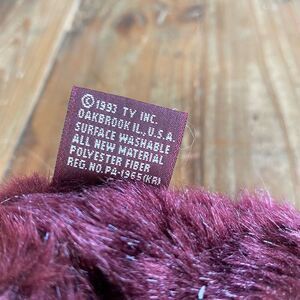 ©1993 TY INC.
OAKBROOK IL., U.S.A.
SURFACE WASHABLE
ALL NEW MATERIAL
POLYESTER FIBER
REG. NO. PA-1965(KR)